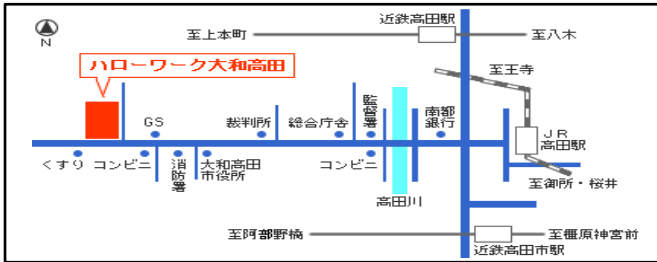 近鉄高田駅
至上本町
至八木
N
ハローワーク大和高田
至王寺
GS
裁判所
総合庁舎
監督署
南都
銀行
JR
高田駅
くすり
コンビニ
消防署
大和高田
市役所
コンビニ
高田川
至御所・桜井
至阿部野橋
至橿原神宮前
近鉄高田市駅